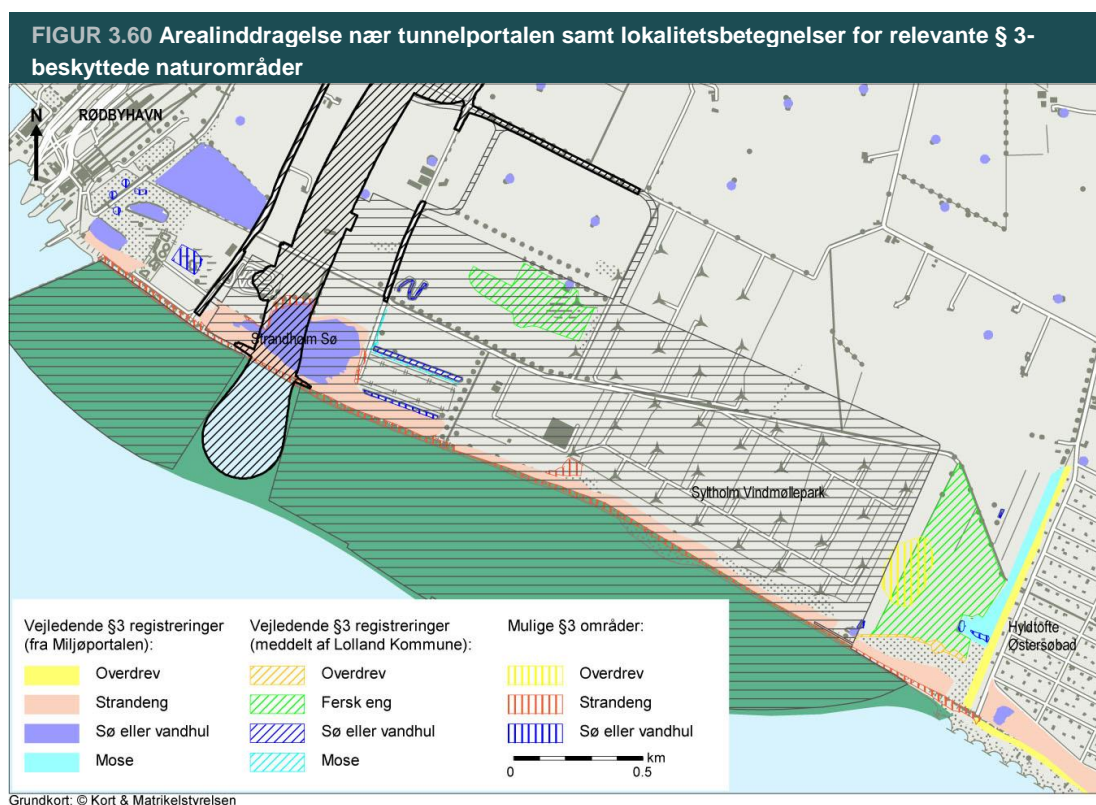 FIGUR 3.60 Arealinddragelse nær tunnelportalen samt lokalitetsbetegnelser for relevante § 3-
beskyttede naturområder
N
RØDBYHAVN
Strandholm Sø
Syltholm Vindmøllepark
Hyldtofte
Østersøbad
Vejledende §3 registreringer
(fra Miljøportalen):
Overdrev
Strandeng
Sø eller vandhul
Mose
Vejledende §3 registreringer
(meddelt af Lolland Kommune):
Overdrev
Fersk eng
Sø eller vandhul
Mose
Mulige §3 områder:
Overdrev
Strandeng
Sø eller vandhul
km
0 0.5
Grundkort: © Kort & Matrikelstyrelsen